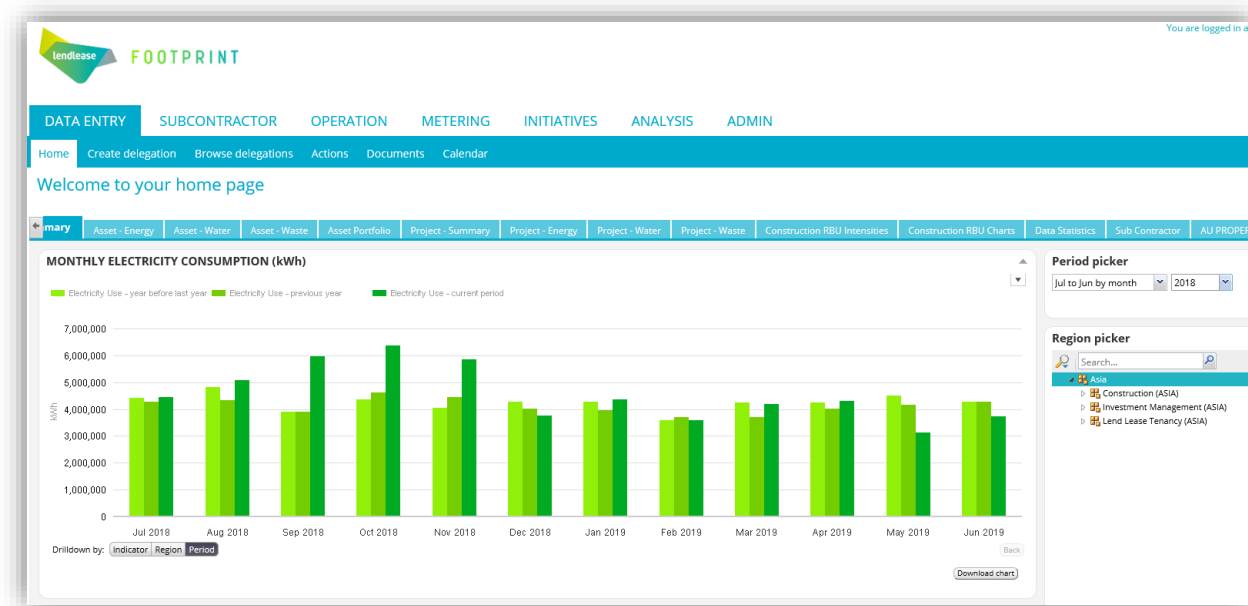 You are logged in a
lendlease
FOOTPRINT
DATA ENTRY SUBCONTRACTOR OPERATION METERING INITIATIVES ANALYSIS ADMIN
Home Create delegation Browse delegations Actions Documents Calendar
Welcome to your home page
mary Asset - Energy Asset - Water Asset - Waste Asset Portfolio Project - Summary Project - Energy Project - Water Project - Waste Construction RBU Intensities Construction RBU Charts Data Statistics Sub Contractor AU PROPER
MONTHLY ELECTRICITY CONSUMPTION (kWh)
Electricity Use - year before last year Electricity Use - previous year Electricity Use - current period
7,000,000
6,000,000
5,000,000
4,000,000
3,000,000
2,000,000
1,000,000
0
kWh
Jul 2018 Aug 2018 Sep 2018 Oct 2018 Nov 2018 Dec 2018 Jan 2019 Feb 2019 Mar 2019 Apr 2019 May 2019 Jun 2019
Drilldown by: Indicator Region Period
Back
Download chart
Period picker
Jul to Jun by month 2018
Region picker
Search...
Asia
Construction (ASIA)
Investment Management (ASIA)
Lend Lease Tenancy (ASIA)